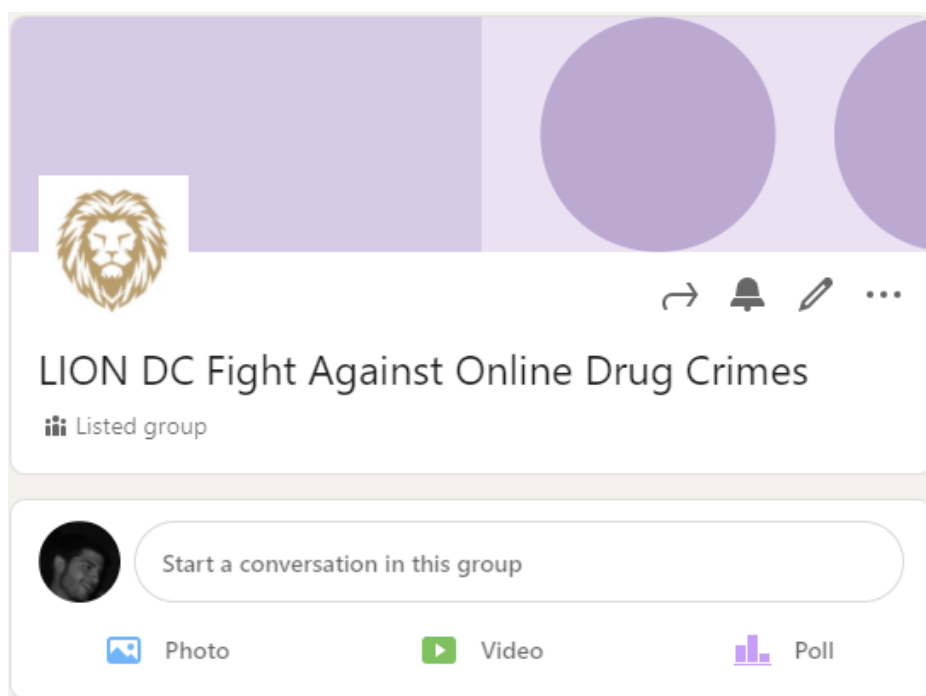 LION DC Fight Against Online Drug Crimes
Listed group
Start a conversation in this group
Photo
Video
Poll